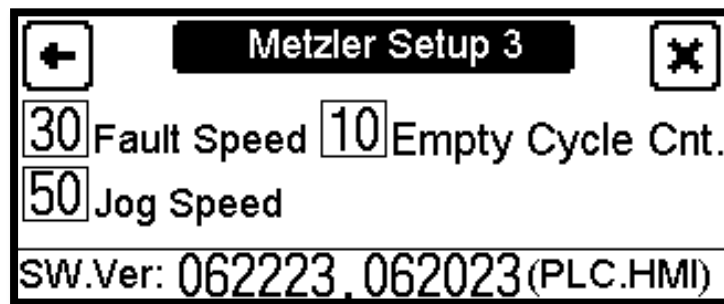 Metzler Setup 3
30 Fault Speed 10 Empty Cycle Cnt.
50 Jog Speed
SW.Ver: 062223.062023(PLC.HMI)